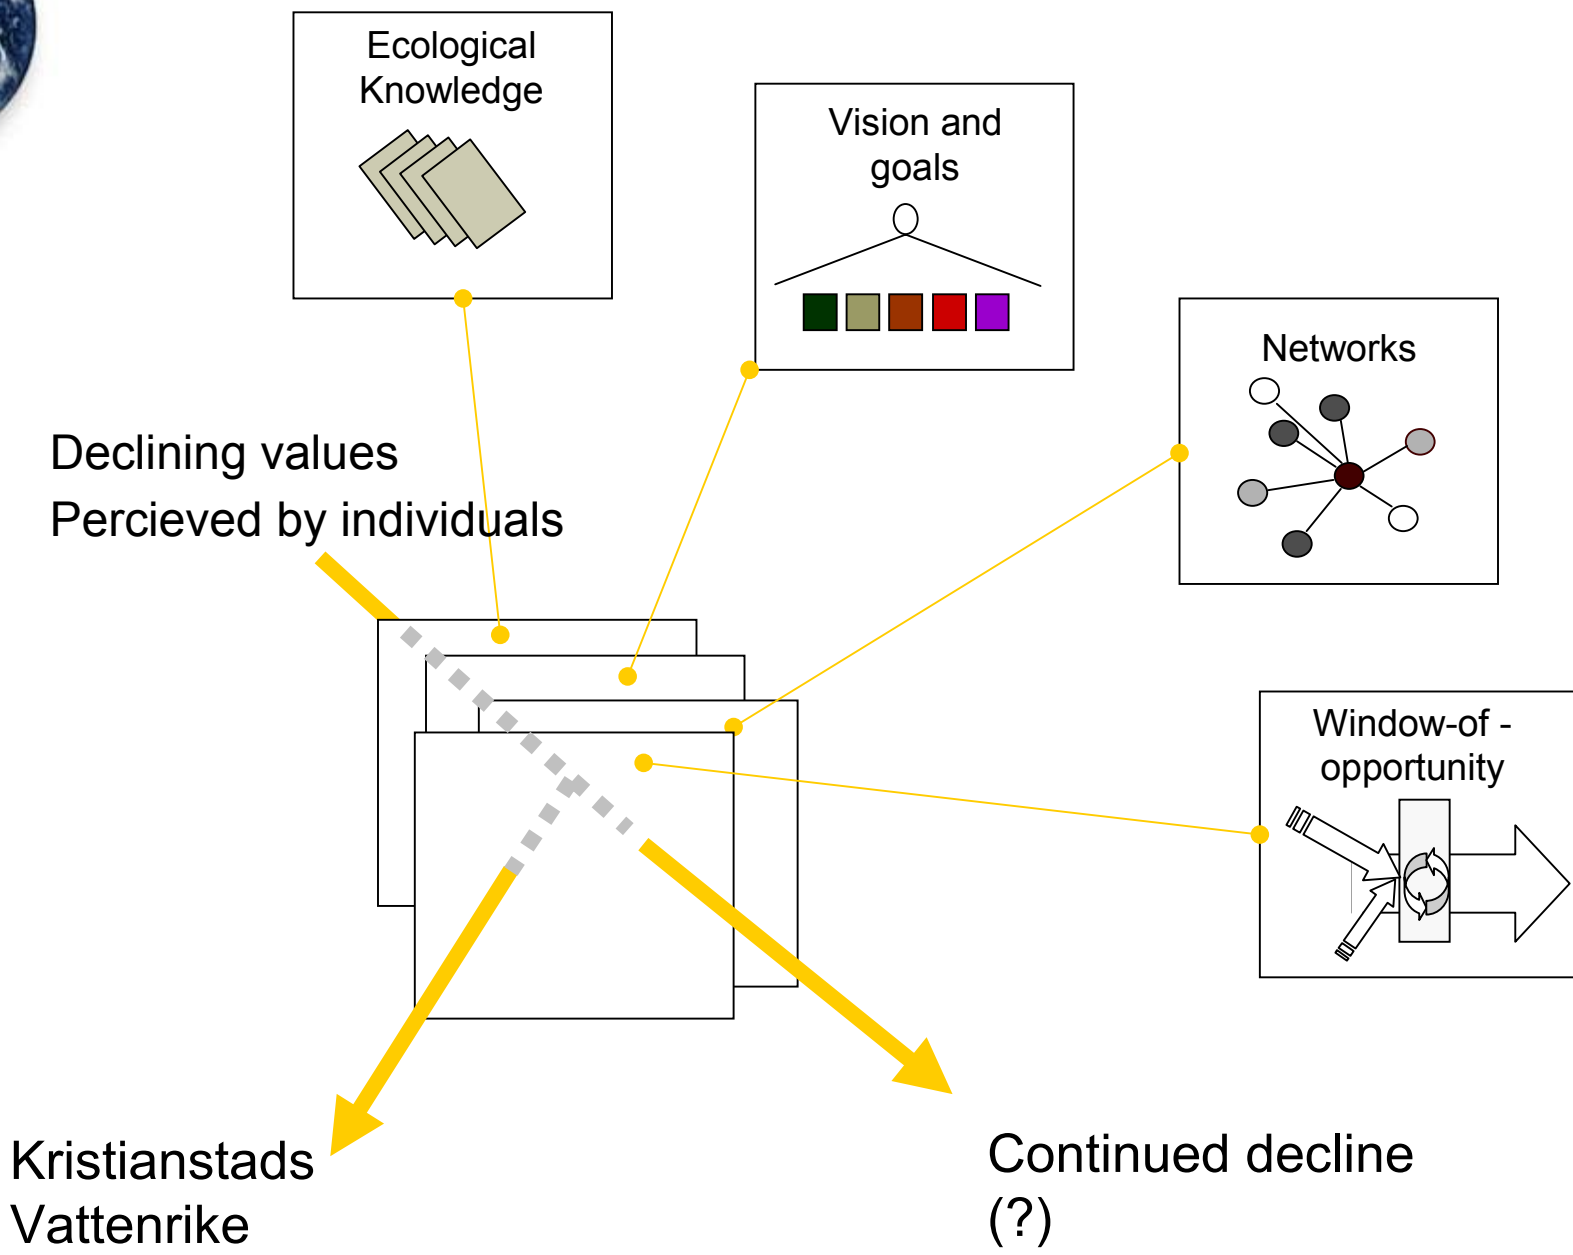 Ecological
Knowledge
Vision and
goals
Networks
Declining values
Percieved by individuals
Window-of -
opportunity
Kristianstads
Vattenrike
Continued decline
(?)